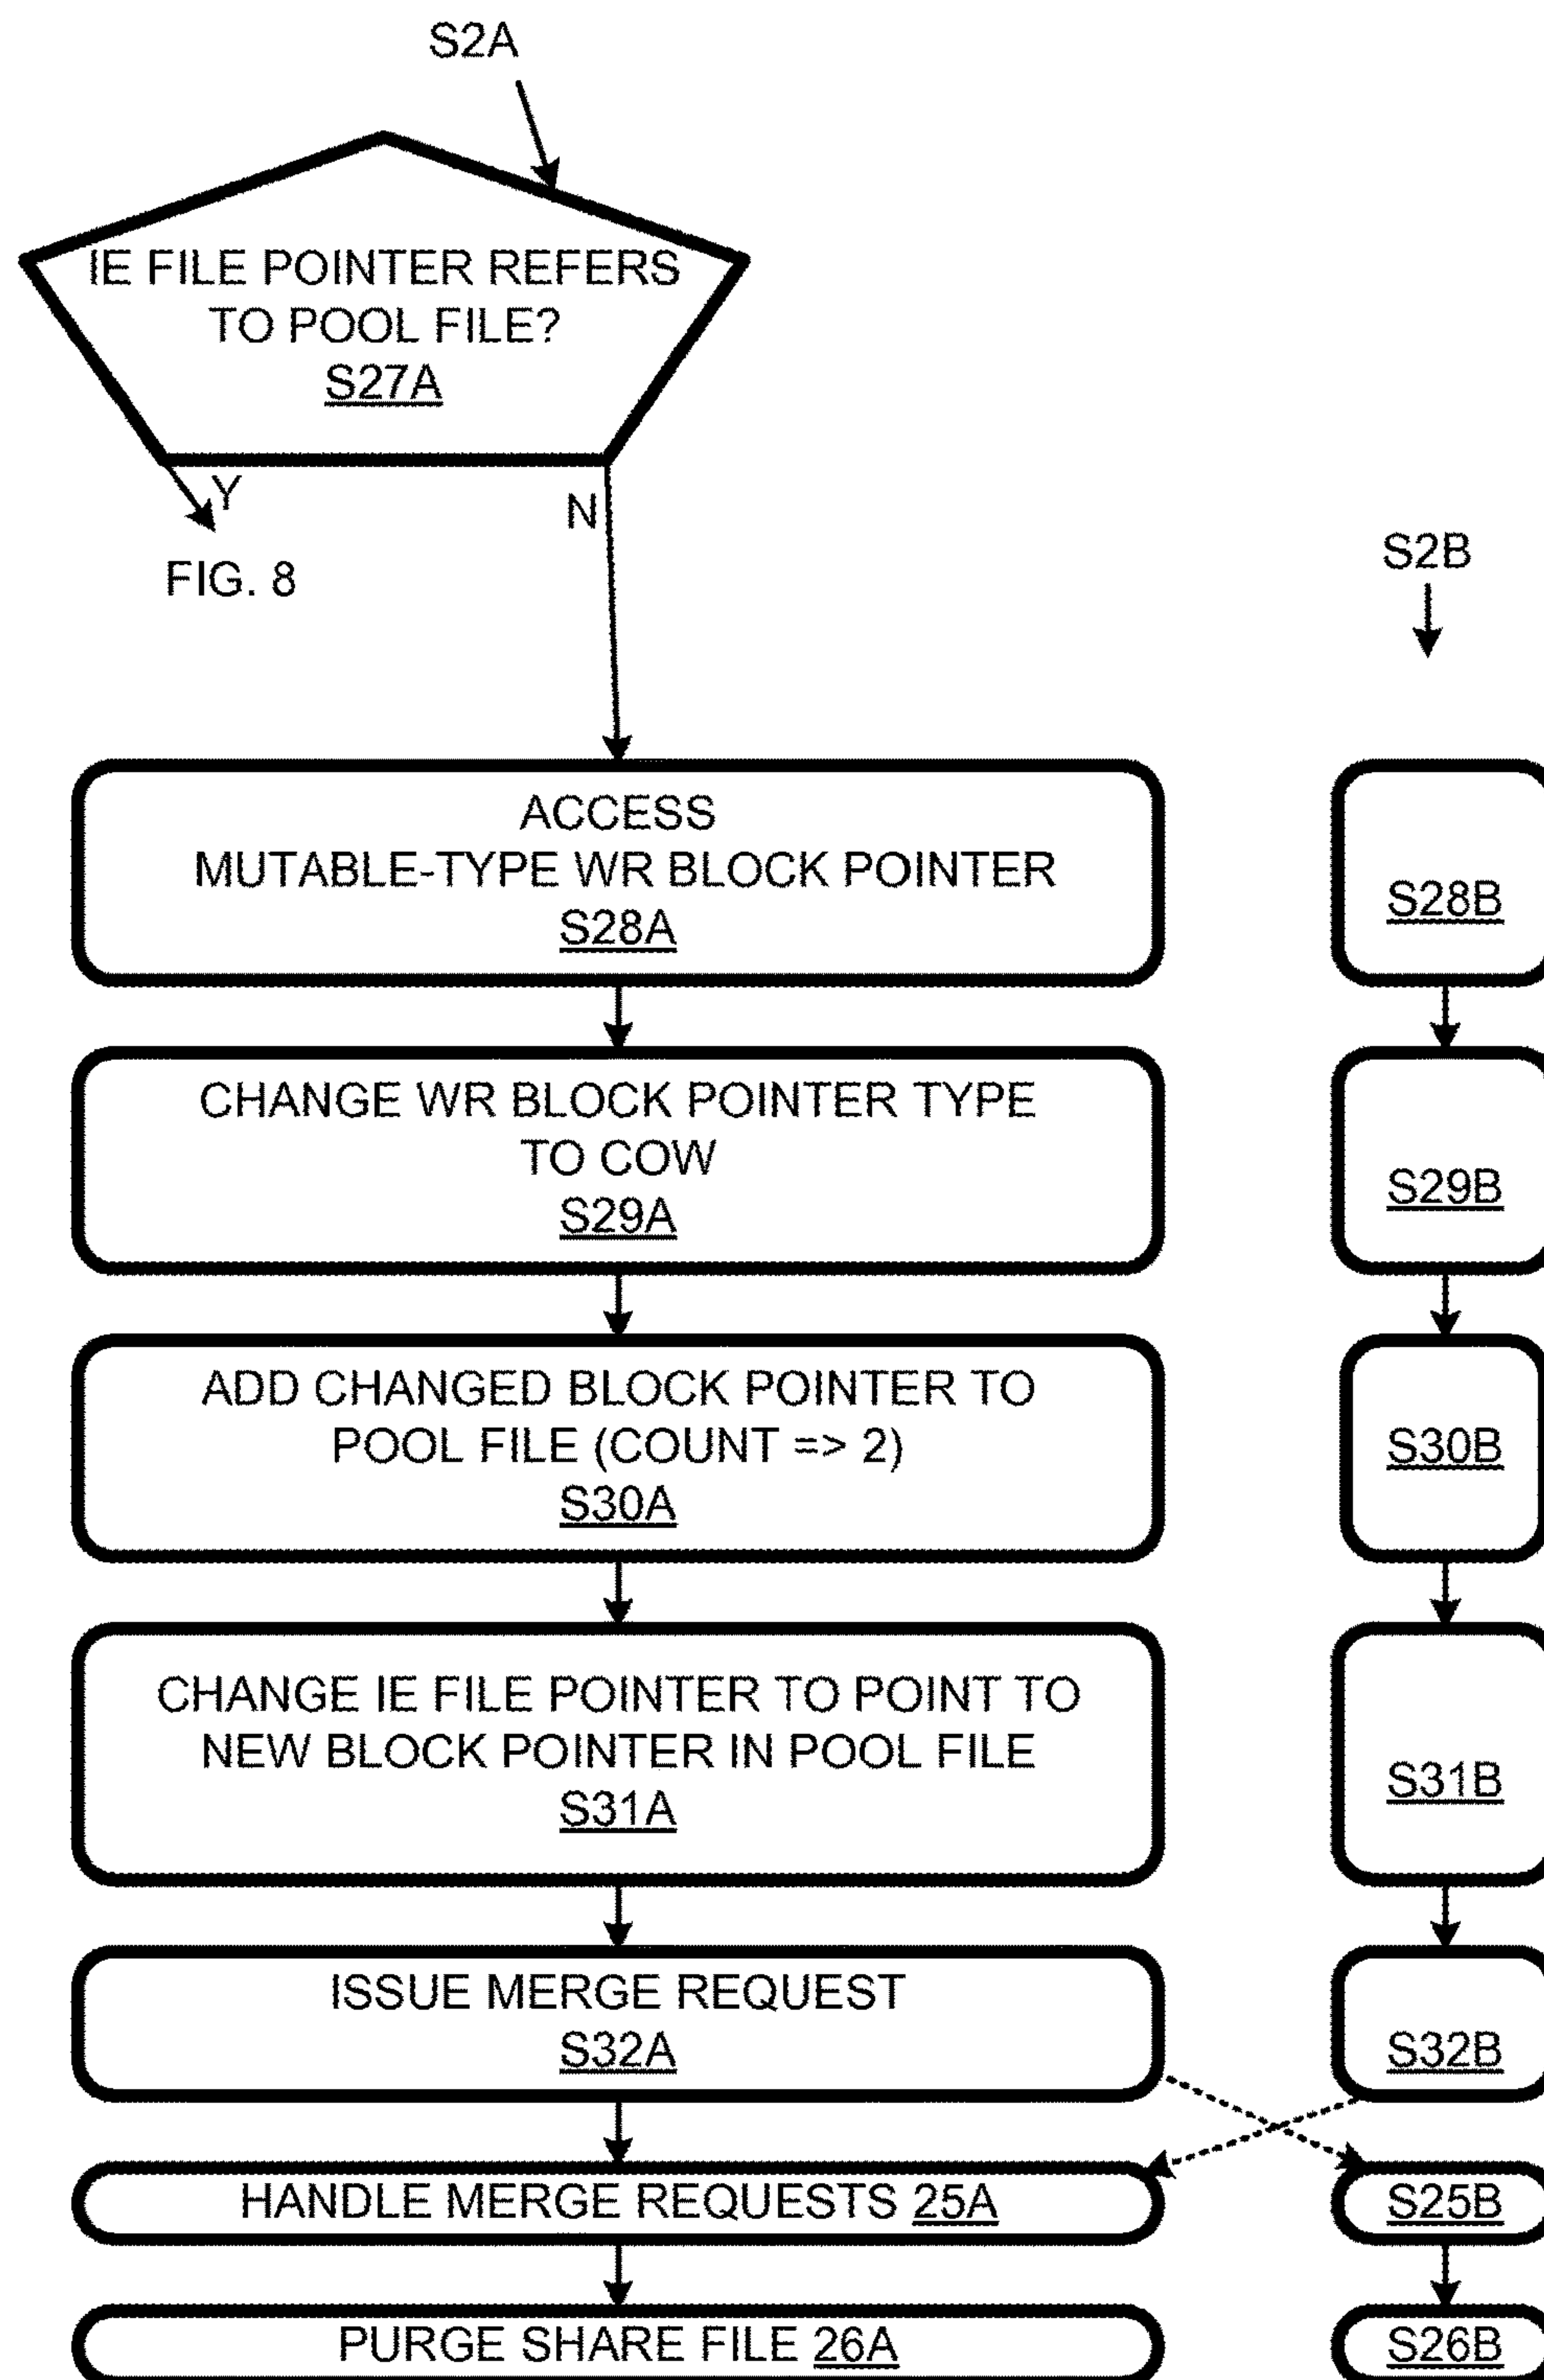 S2A
IE FILE POINTER REFERS
TO POOL FILE?
S27A
Y
N
FIG. 8
S2B
ACCESS
MUTABLE-TYPE WR BLOCK POINTER
S28A
S28B
CHANGE WR BLOCK POINTER TYPE
TO COW
S29A
S29B
ADD CHANGED BLOCK POINTER TO
POOL FILE (COUNT => 2)
S30A
S30B
CHANGE IE FILE POINTER TO POINT TO
NEW BLOCK POINTER IN POOL FILE
S31A
S31B
ISSUE MERGE REQUEST
S32A
S32B
HANDLE MERGE REQUESTS 25A
S25B
PURGE SHARE FILE 26A
S26B